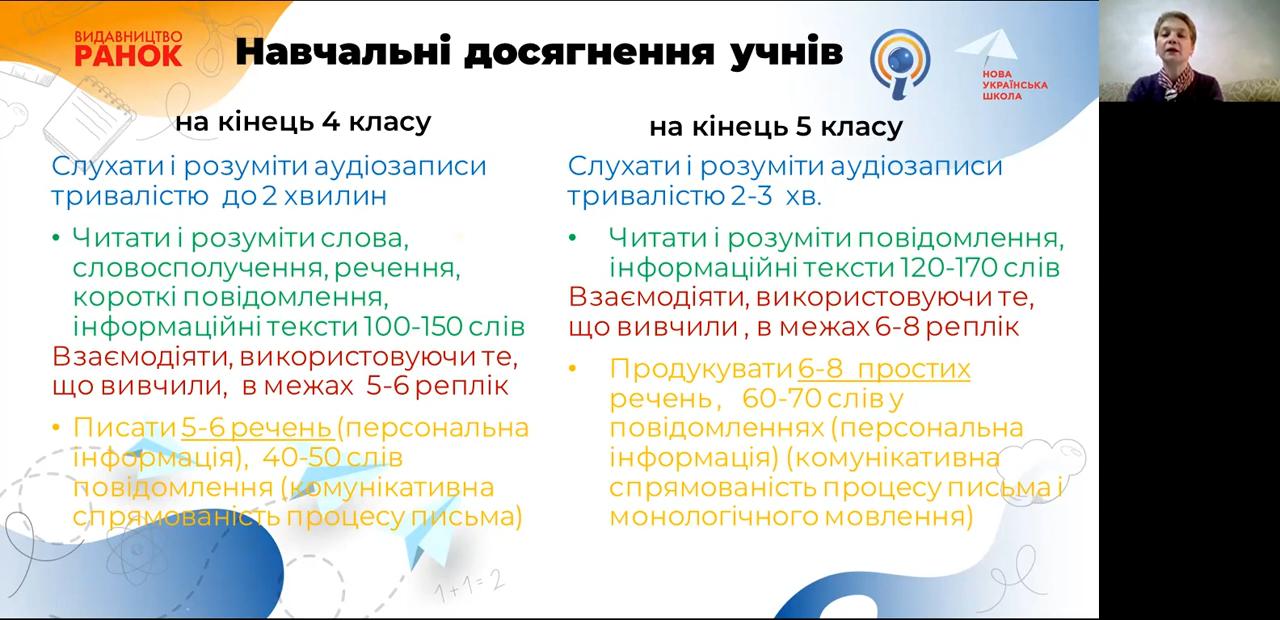 ВИДАВНИЦТВО
РАНОК
Навчальні досягнення учнів
НОВА
УКРАЇНСЬКА
ШКОЛА
на кінець 4 класу
Слухати і розуміти аудіозаписи
тривалістю до 2 хвилин
• Читати і розуміти слова,
словосполучення, речення,
короткі повідомлення,
інформаційні тексти 100-150 слів
Взаємодіяти, використовуючи те,
що вивчили, в межах 5-6 реплік
• Писати 5-6 речень (персональна
інформація), 40-50 слів
повідомлення (комунікативна
спрямованість процесу письма)
на кінець 5 класу
Слухати і розуміти аудіозаписи
тривалістю 2-3 хв.
• Читати і розуміти повідомлення,
інформаційні тексти 120-170 слів
Взаємодіяти, використовуючи те,
що вивчили , в межах 6-8 реплік
• Продукувати 6-8 простих
речень , 60-70 слів у
повідомленнях (персональна
інформація) (комунікативна
спрямованість процесу письма і
монологічного мовлення)
1+1=2